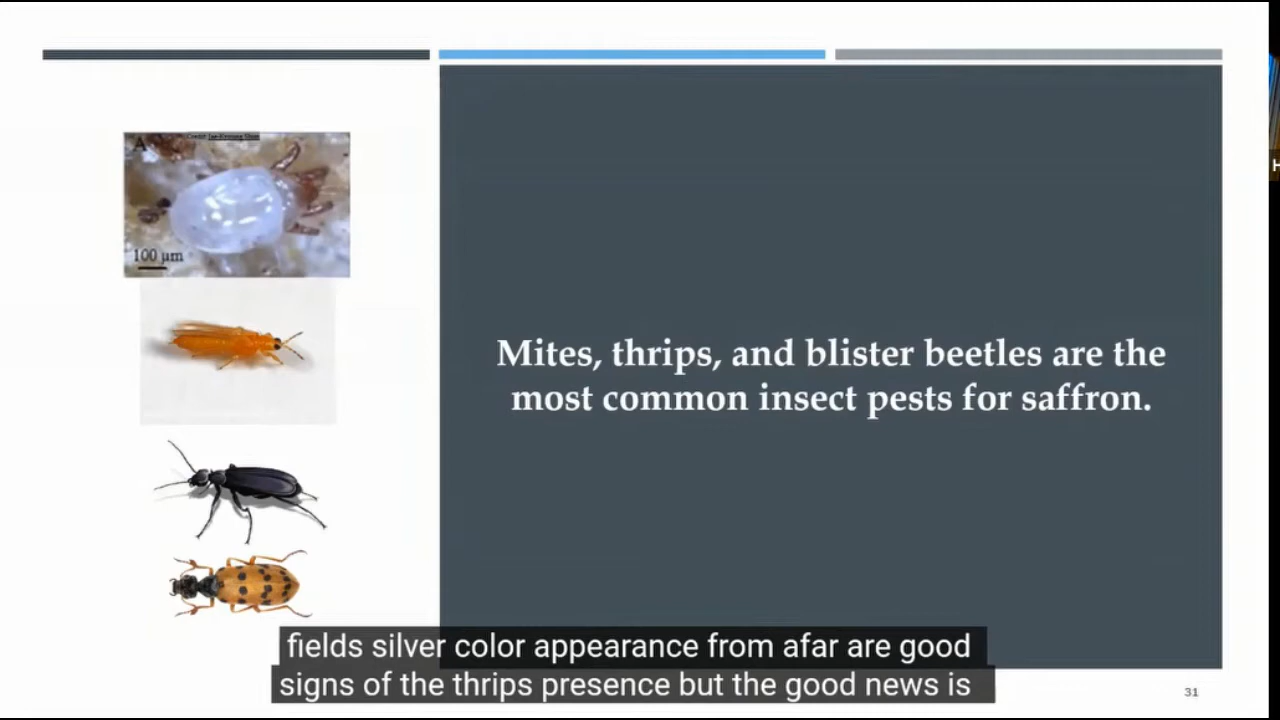 A
100 µm
Mites, thrips, and blister beetles are the
most common insect pests for saffron.
fields silver color appearance from afar are good
signs of the thrips presence but the good news is
31
H